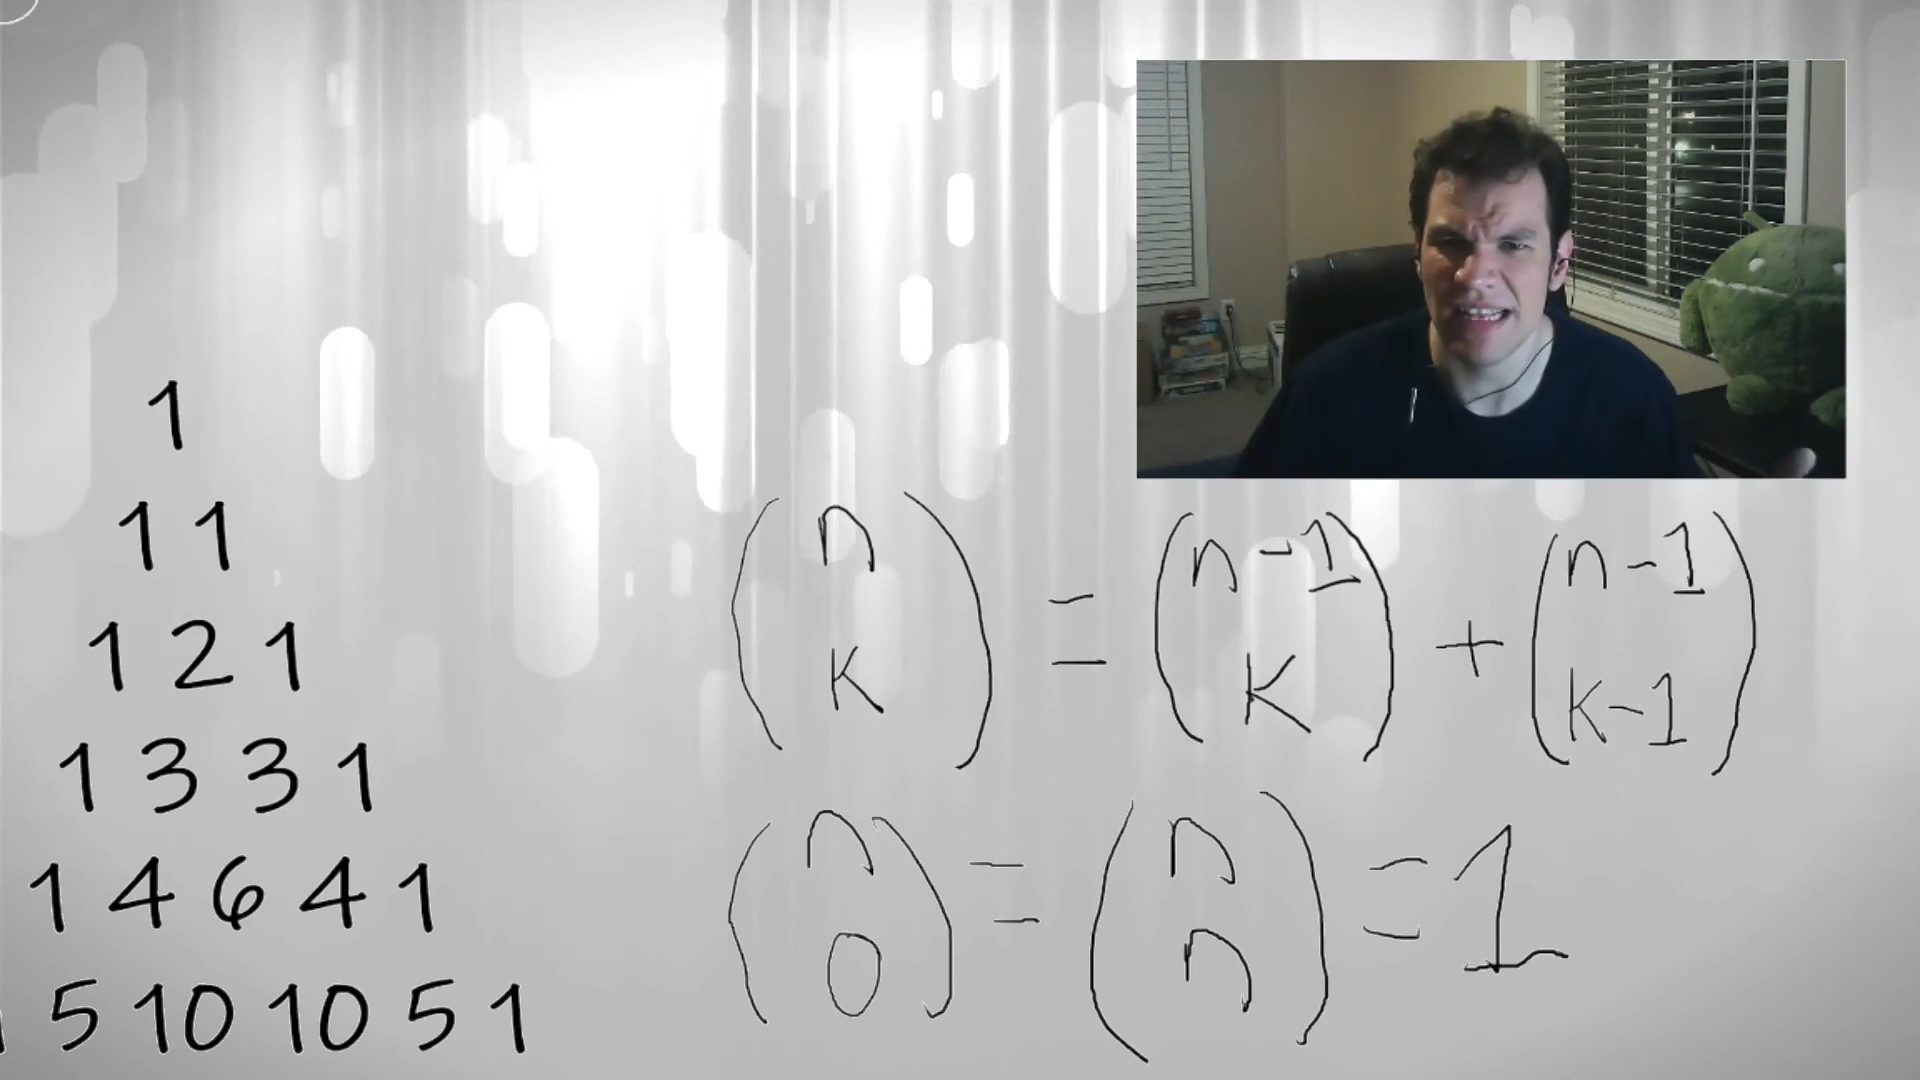 1
1 1
1 2 1
1 3 3 1
1 4 6 4 1
1 5 10 10 5 1
(n K) = (n-1 K) + (n-1 K-1)
(n 0) = (n n) = 1